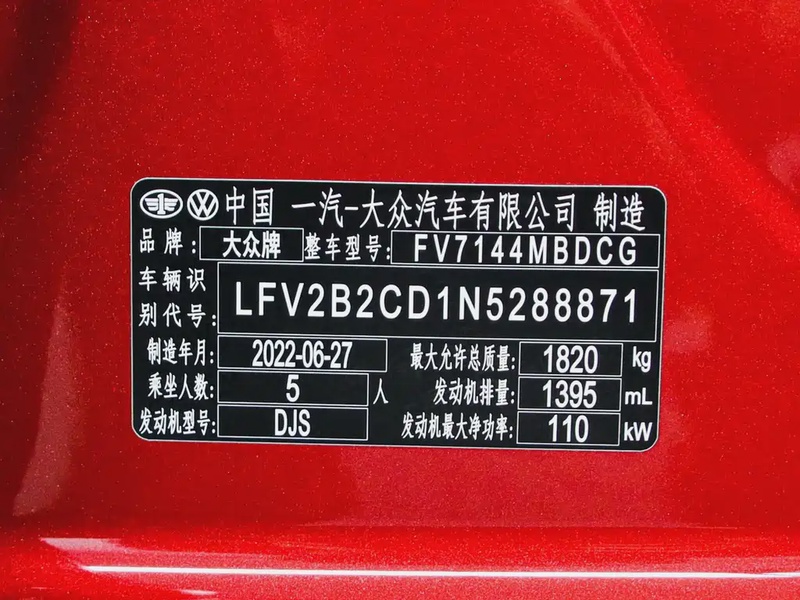 中国 一汽-大众汽车有限公司 制造
品牌: 大众牌 整车型号: FV7144MBDCG
车辆识别代号: LFV2B2CD1N5288871
制造年月: 2022-06-27 最大允许总质量: 1820 kg
乘坐人数: 5 人 发动机排量: 1395 mL
发动机型号: DJS 发动机最大净功率: 110 kW